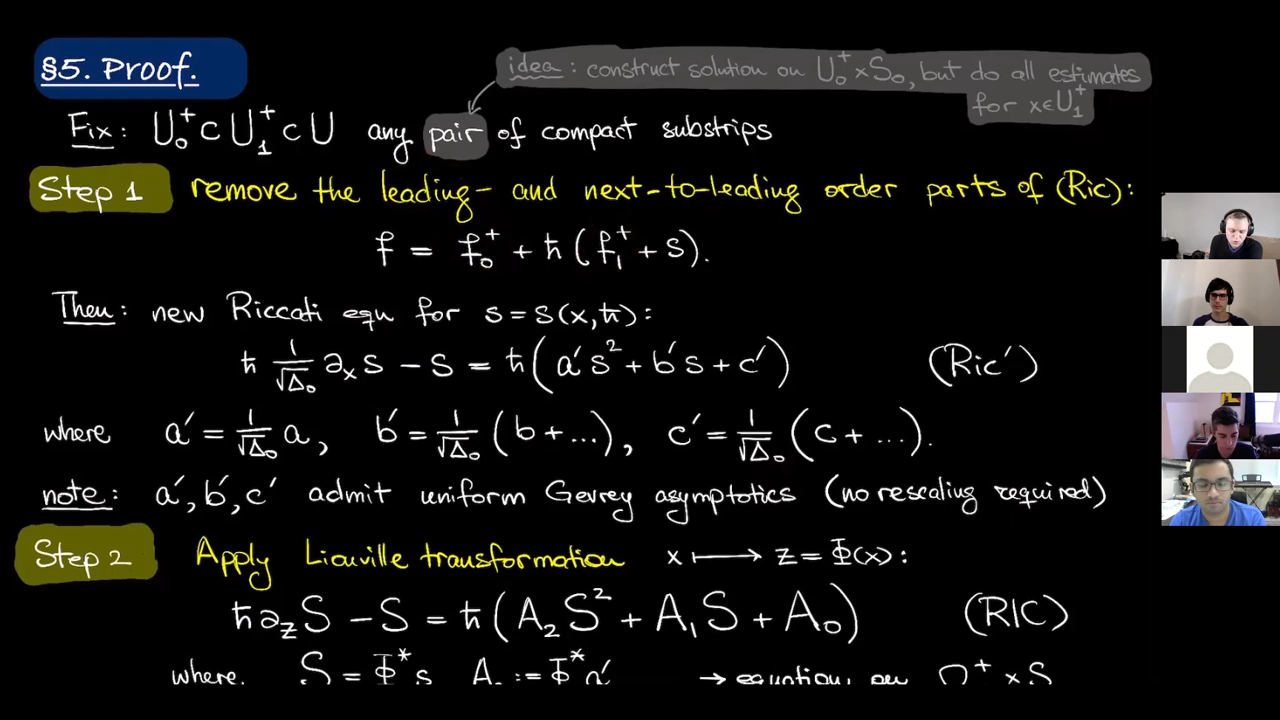 §5. Proof.
idea: construct solution on U₀⁺×S₀, but do all estimates
for x∈U₁⁺
Fix: U₀⁺ ⊂ U₁⁺ ⊂ U any pair of compact substrips
Step 1 remove the leading- and next-to-leading order parts of (Ric):
f = f₀⁺ + ħ (f₁⁺ + s).
Then: new Riccati equ for s = s(x,ħ):
ħ 1/√Δ₀ ∂ₓs − s = ħ(a's² + b's + c') (Ric')
where a' = 1/√Δ₀ a, b' = 1/√Δ₀ (b + ...), c' = 1/√Δ₀ (c + ...).
note: a', b', c' admit uniform Gevrey asymptotics (no rescaling required)
Step 2 Apply Liouville transformation x ⟼ z = Φ(x):
ħ∂_z S − S = ħ(A₂S² + A₁S + A₀) (RIC)
where S = Φ* s, A := Φ* a' → equation on Ω⁺ × S